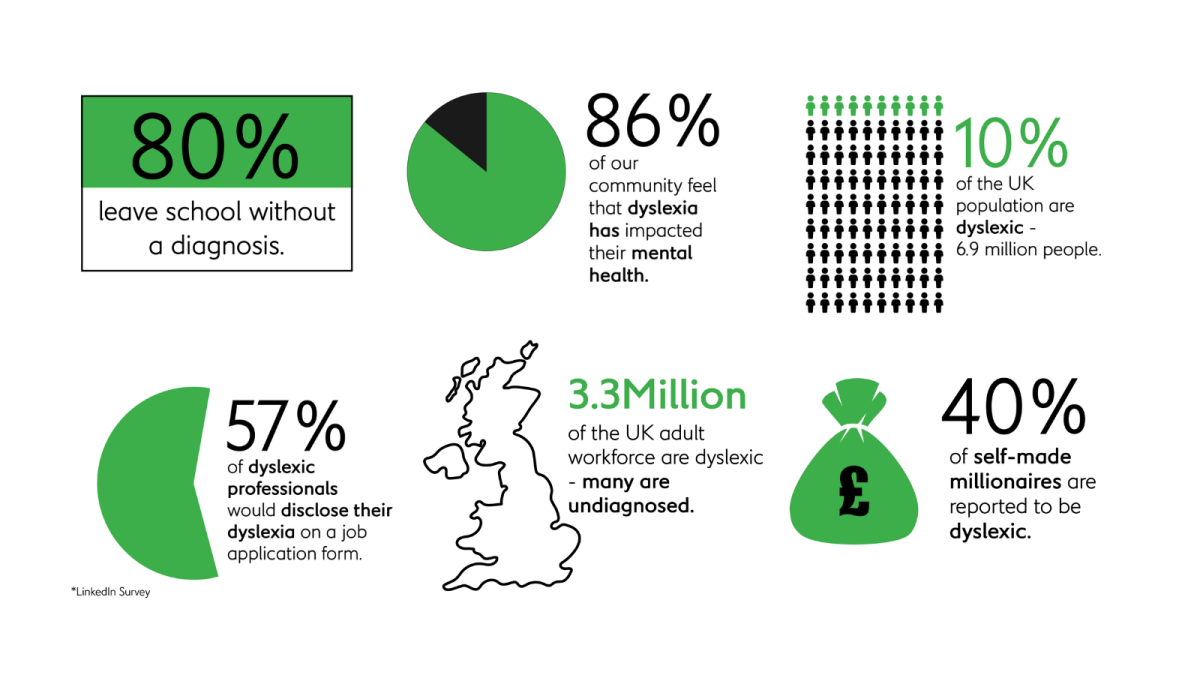 80%
leave school without
a diagnosis.
86%
of our
community feel
that dyslexia
has impacted
their mental
health.
10%
of the UK
population are
dyslexic -
6.9 million people.
57%
of dyslexic
professionals
would disclose their
dyslexia on a job
application form.
*LinkedIn Survey
3.3Million
of the UK adult
workforce are dyslexic
- many are
undiagnosed.
£
40%
of self-made
millionaires are
reported to be
dyslexic.